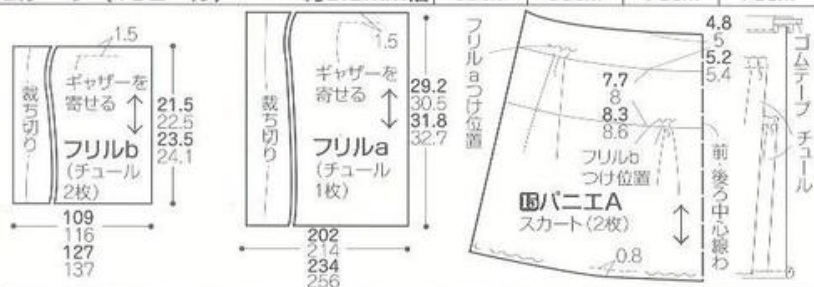 1.5
裁ち切り
ギャザーを
寄せる
フリルb
(チュール
2枚)
21.5
22.5
23.5
24.1
109
116
127
137
1.5
裁ち切り
ギャザーを
寄せる
フリルa
(チュール
1枚)
29.2
30.5
31.8
32.7
202
214
234
256
フリルaつけ位置
4.8
5
5.2
5.4
7.7
8
8.3
8.6
フリルb
つけ位置
15パニエA
スカート(2枚)
0.8
前・後ろ中心線わ
ゴムテープ
チュール